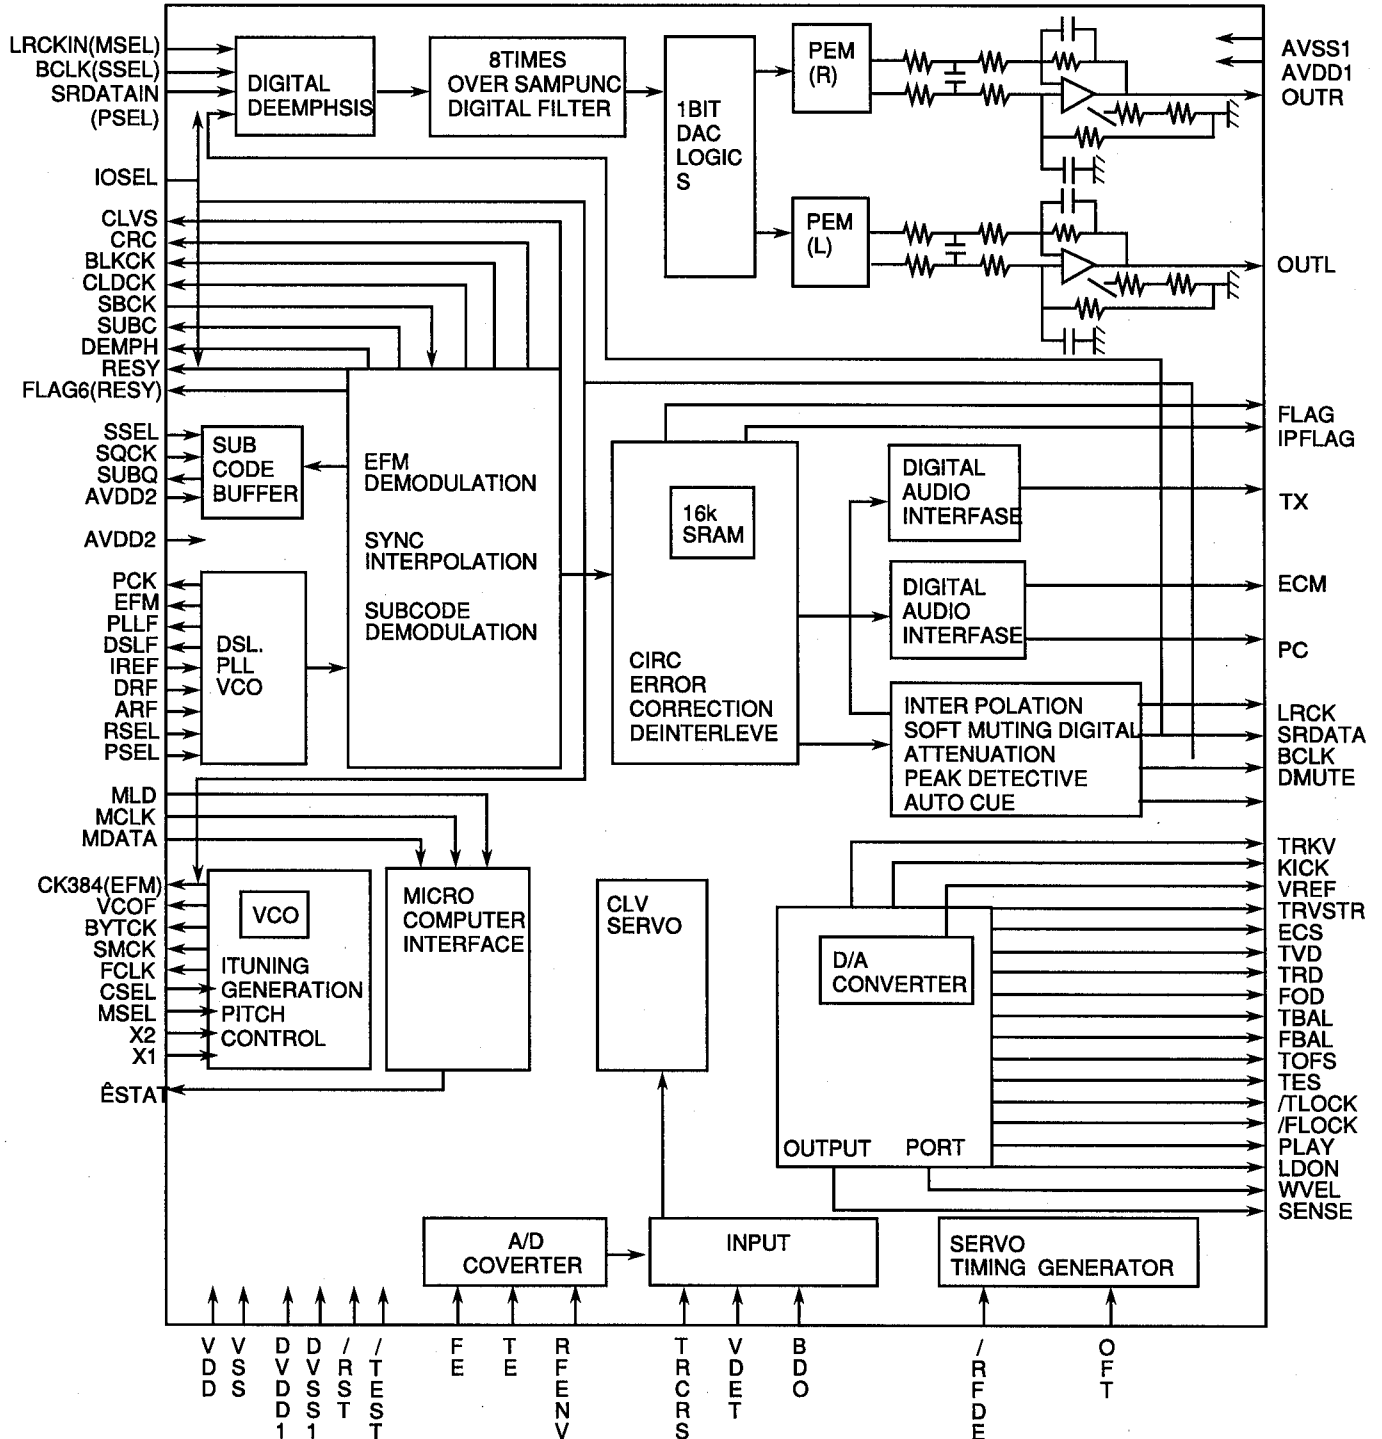 LRCKIN(MSEL)
BCLK(SSEL)
SRDATAIN
(PSEL)
IOSEL
CLVS
CRC
BLKCK
CLDCK
SBCK
SUBC
DEMPH
RESY
FLAG6(RESY)
SSEL
SQCK
SUBQ
AVDD2
AVDD2
PCK
EFM
PLLF
DSLF
IREF
DRF
ARF
RSEL
PSEL
MLD
MCLK
MDATA
CK384(EFM)
VCOF
BYTCK
SMCK
FCLK
CSEL
MSEL
X2
X1
ÊSTAT
DIGITAL
DEEMPHSIS
8TIMES
OVER SAMPUNC
DIGITAL FILTER
1BIT
DAC
LOGIC
S
PEM
(R)
PEM
(L)
AVSS1
AVDD1
OUTR
OUTL
SUB
CODE
BUFFER
EFM
DEMODULATION
SYNC
INTERPOLATION
SUBCODE
DEMODULATION
DSL.
PLL
VCO
16k
SRAM
CIRC
ERROR
CORRECTION
DEINTERLEVE
DIGITAL
AUDIO
INTERFASE
DIGITAL
AUDIO
INTERFASE
INTER POLATION
SOFT MUTING DIGITAL
ATTENUATION
PEAK DETECTIVE
AUTO CUE
FLAG
IPFLAG
TX
ECM
PC
LRCK
SRDATA
BCLK
DMUTE
VCO
ITUNING
GENERATION
PITCH
CONTROL
MICRO
COMPUTER
INTERFACE
CLV
SERVO
D/A
CONVERTER
OUTPUT PORT
TRKV
KICK
VREF
TRVSTR
ECS
TVD
TRD
FOD
TBAL
FBAL
TOFS
TES
/TLOCK
/FLOCK
PLAY
LDON
WVEL
SENSE
A/D
COVERTER
INPUT
SERVO
TIMING GENERATOR
VDD
VSS
DVDD1
DVSS1
/RST
/TEST
FE
TE
RFENV
TRCRS
VDET
BDO
/RFDE
OFT